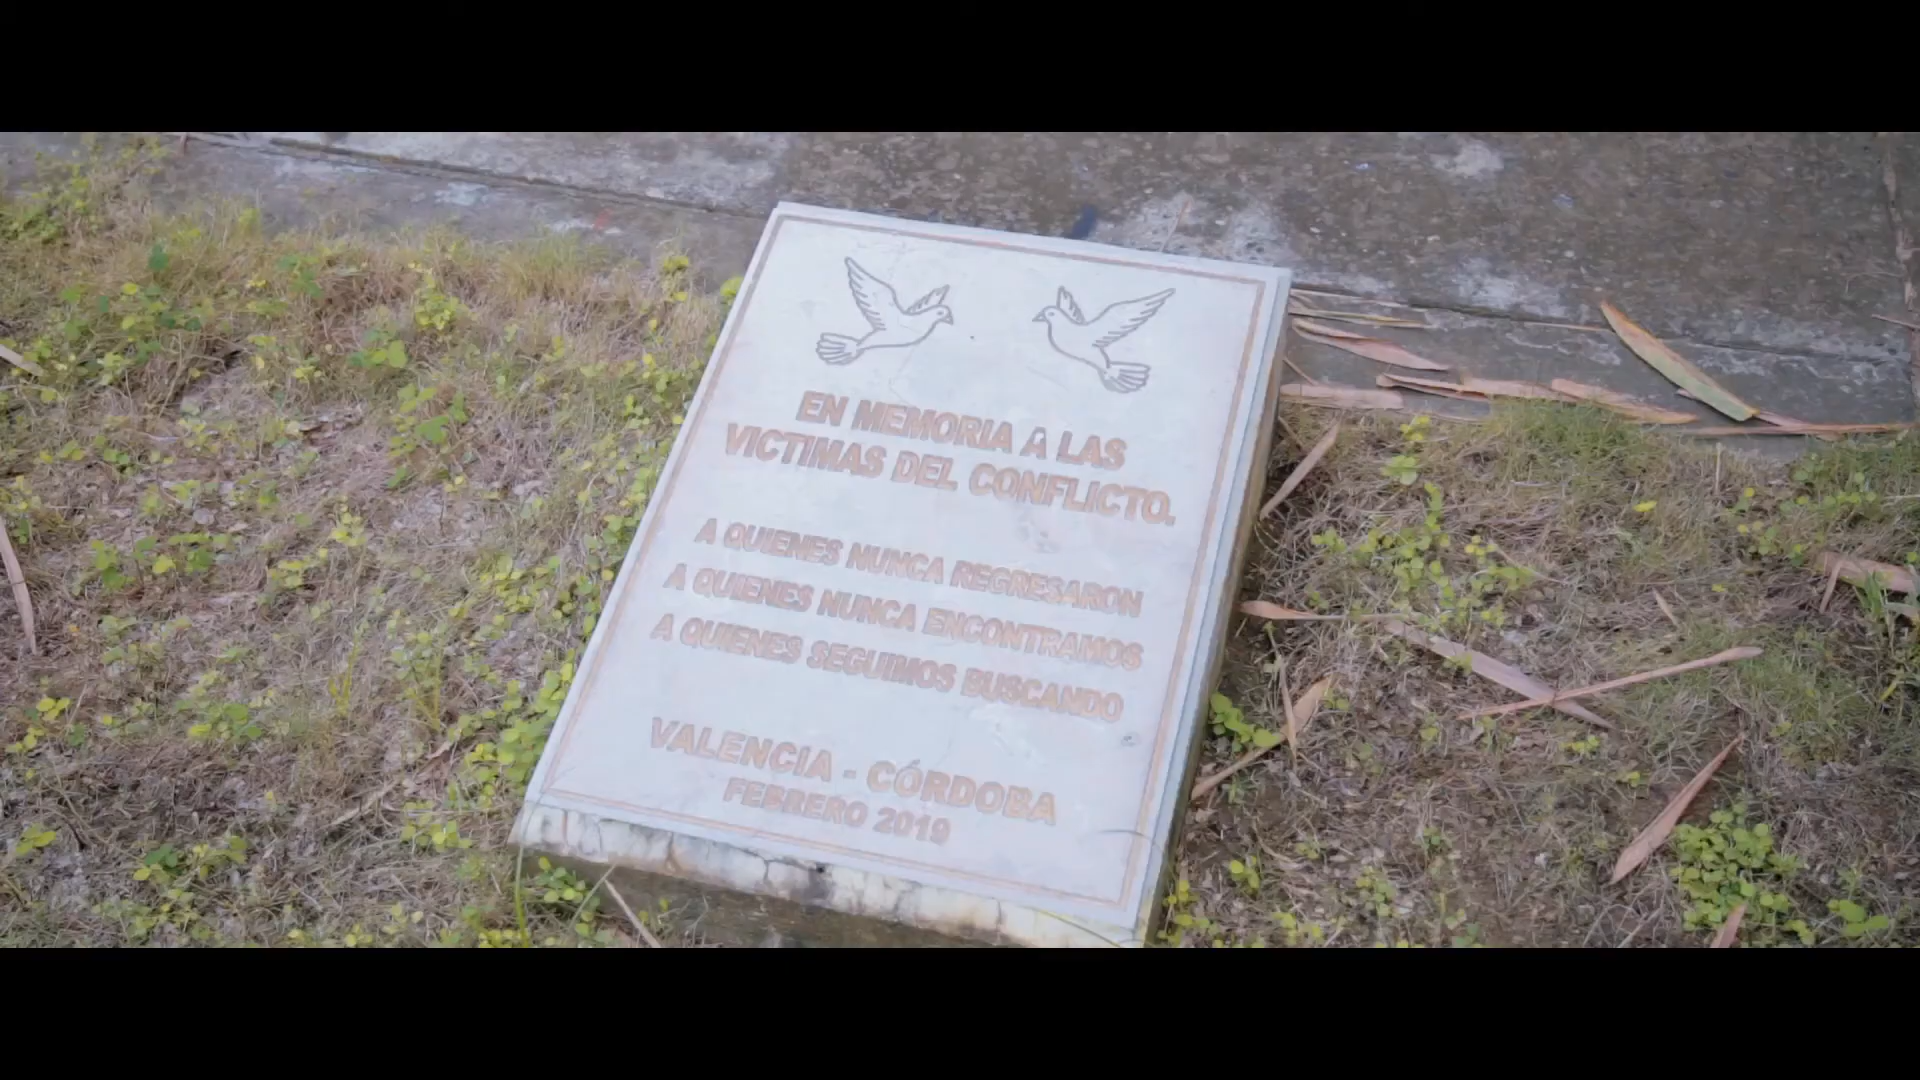 EN MEMORIA A LAS
VICTIMAS DEL CONFLICTO.
A QUIENES NUNCA REGRESARON
A QUIENES NUNCA ENCONTRAMOS
A QUIENES SEGUIMOS BUSCANDO
VALENCIA - CÓRDOBA
FEBRERO 2019